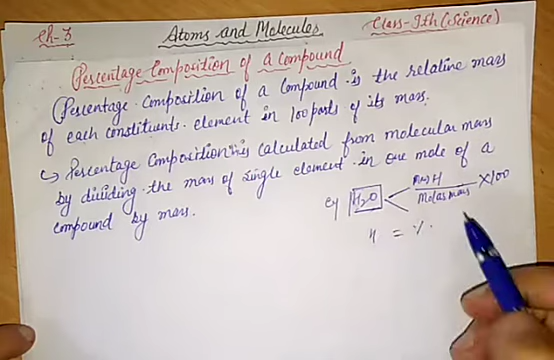 Ch-3 Atoms and Molecules Class-9th (Science)
Percentage Composition of a Compound
Percentage composition of a compound is the relative mass
of each constituents element in 100 parts of its mass.
↳ Percentage Composition is calculated from molecular mass
by dividing the mass of single element in one mole of a
compound by mass.
eg H₂O mass H / Molar mass ×100
H = %.